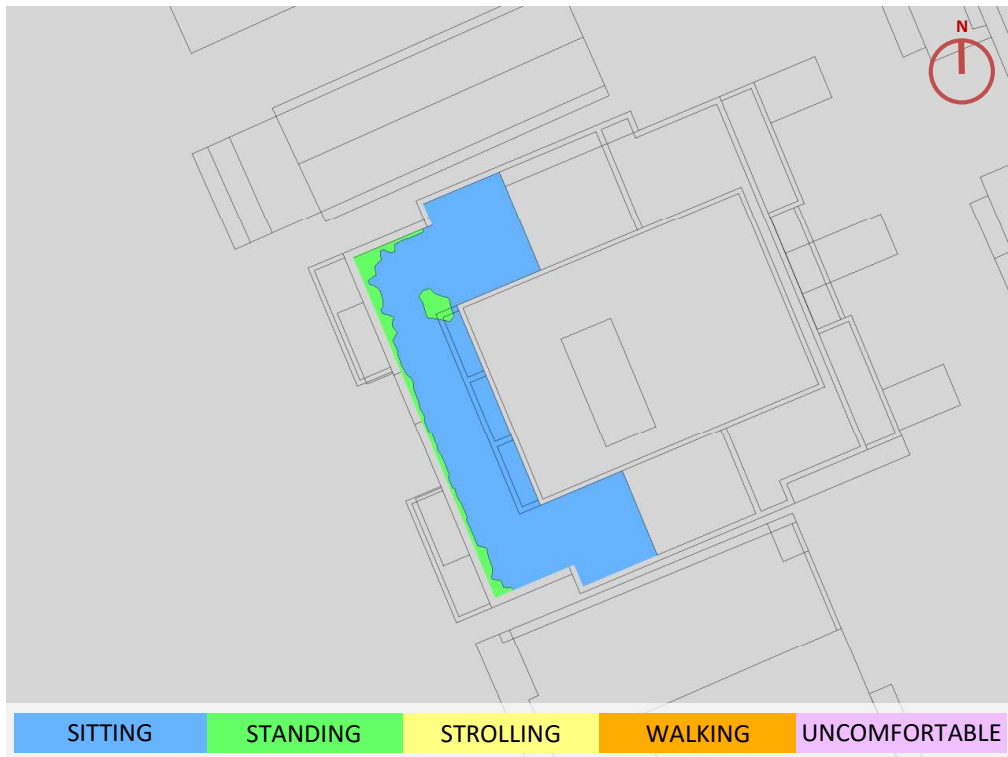 N
SITTING
STANDING
STROLLING
WALKING
UNCOMFORTABLE